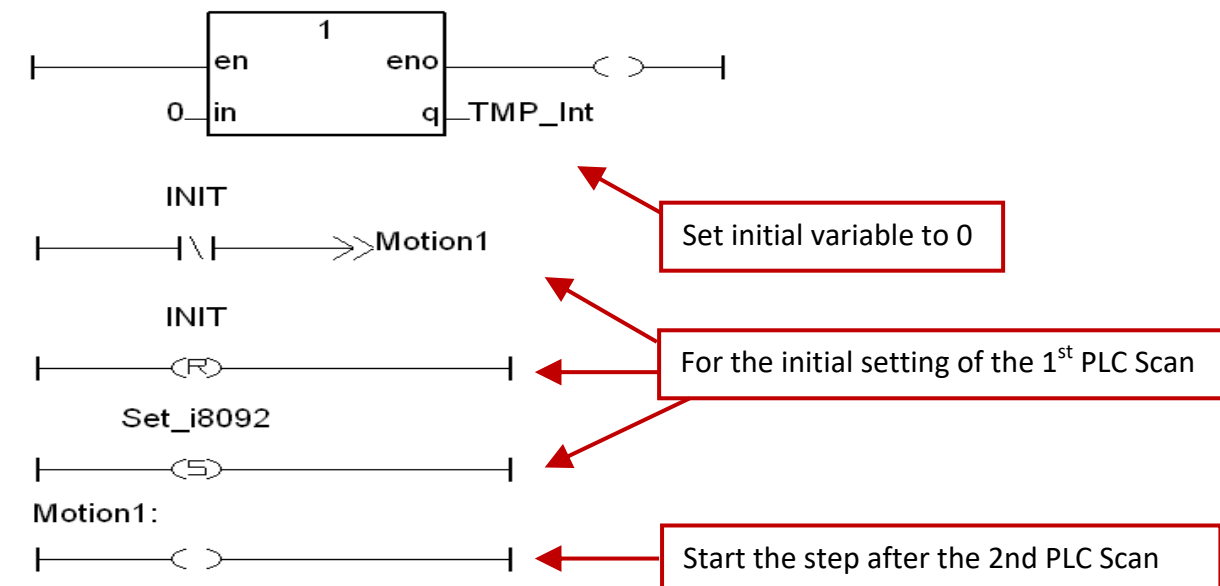 1
en eno
0 in q TMP_Int
Set initial variable to 0
INIT
Motion1
INIT
(R)
For the initial setting of the 1st PLC Scan
Set_i8092
(S)
Motion1:
Start the step after the 2nd PLC Scan